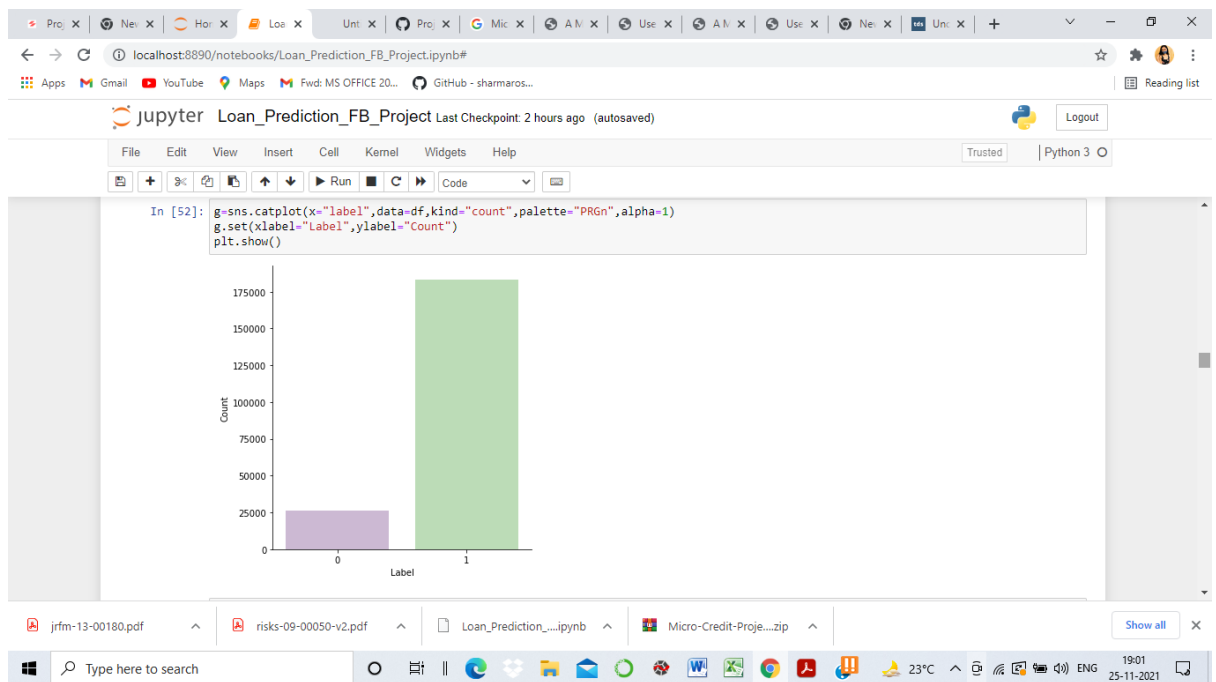 Proj New Hor Loa Unt Proj Mic A M Use A M Use Nev tds Unc
localhost:8890/notebooks/Loan_Prediction_FB_Project.ipynb#
Apps Gmail YouTube Maps Fwd: MS OFFICE 20... GitHub - sharmaros... Reading list
jupyter Loan_Prediction_FB_Project Last Checkpoint: 2 hours ago (autosaved) Logout
File Edit View Insert Cell Kernel Widgets Help Trusted Python 3
Run Code
In [52]: g=sns.catplot(x="label",data=df,kind="count",palette="PRGn",alpha=1)
g.set(xlabel="Label",ylabel="Count")
plt.show()
175000
150000
125000
100000
75000
50000
25000
0
Count
0 1
Label
jrfm-13-00180.pdf risks-09-00050-v2.pdf Loan_Prediction_....ipynb Micro-Credit-Proje....zip Show all
Type here to search 23°C ENG 19:01
25-11-2021